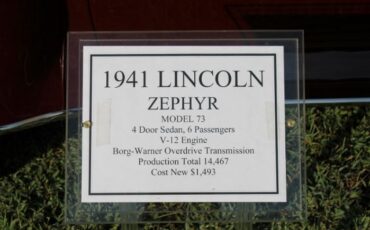 1941 LINCOLN
ZEPHYR
MODEL 73
4 Door Sedan, 6 Passengers
V-12 Engine
Borg-Warner Overdrive Transmission
Production Total 14,467
Cost New $1,493